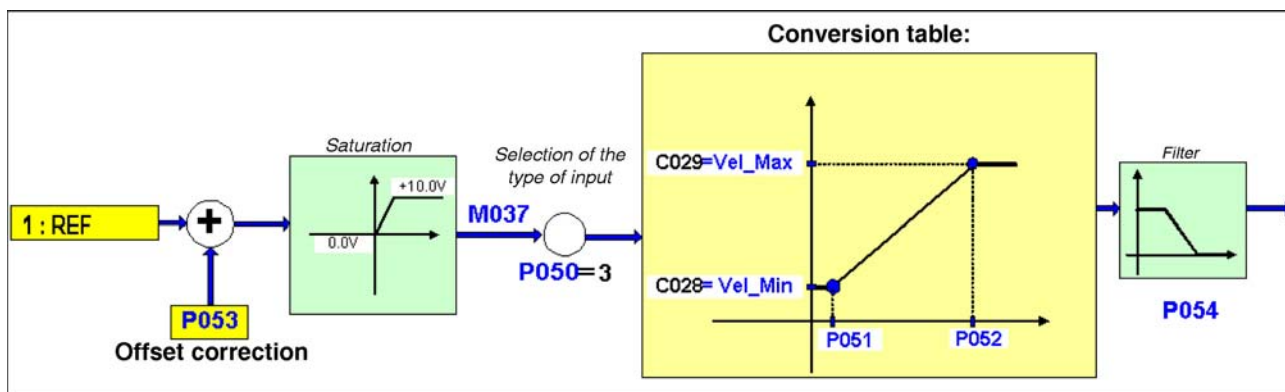 Conversion table:
Saturation
Selection of the
type of input
Filter
1 : REF
+
+10.0V
0.0V
M037
P050=3
C029=Vel_Max
C028=Vel_Min
P051
P052
P054
P053
Offset correction